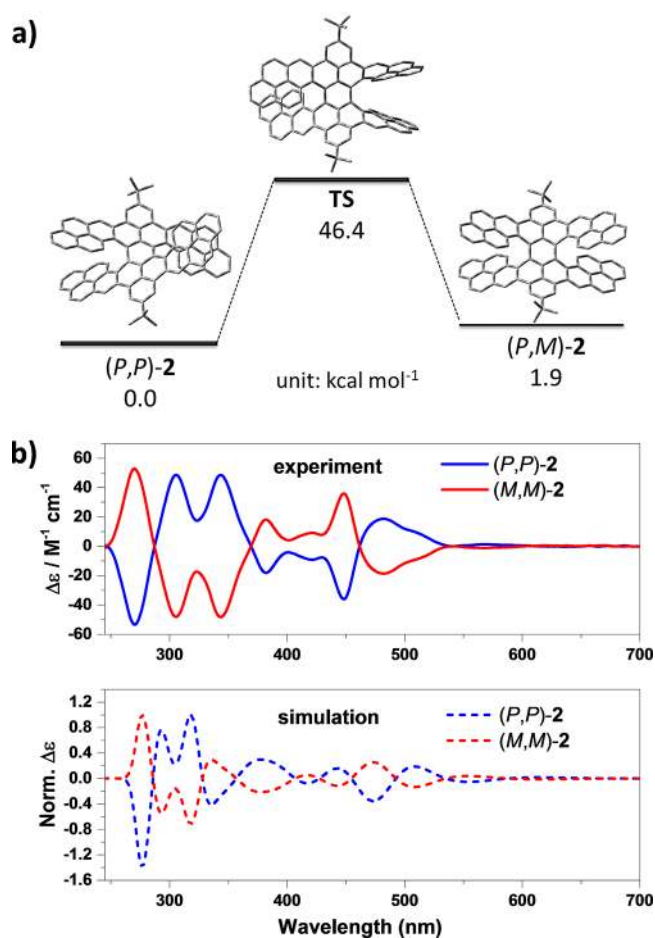 a)
TS
46.4
(P,P)-2
0.0
unit: kcal mol⁻¹
(P,M)-2
1.9
b)
experiment
(P,P)-2
(M,M)-2
Δε / M⁻¹ cm⁻¹
60
40
20
0
-20
-40
-60
300 400 500 600 700
simulation
(P,P)-2
(M,M)-2
Norm. Δε
1.2
0.8
0.4
0.0
-0.4
-0.8
-1.2
-1.6
300 400 500 600 700
Wavelength (nm)